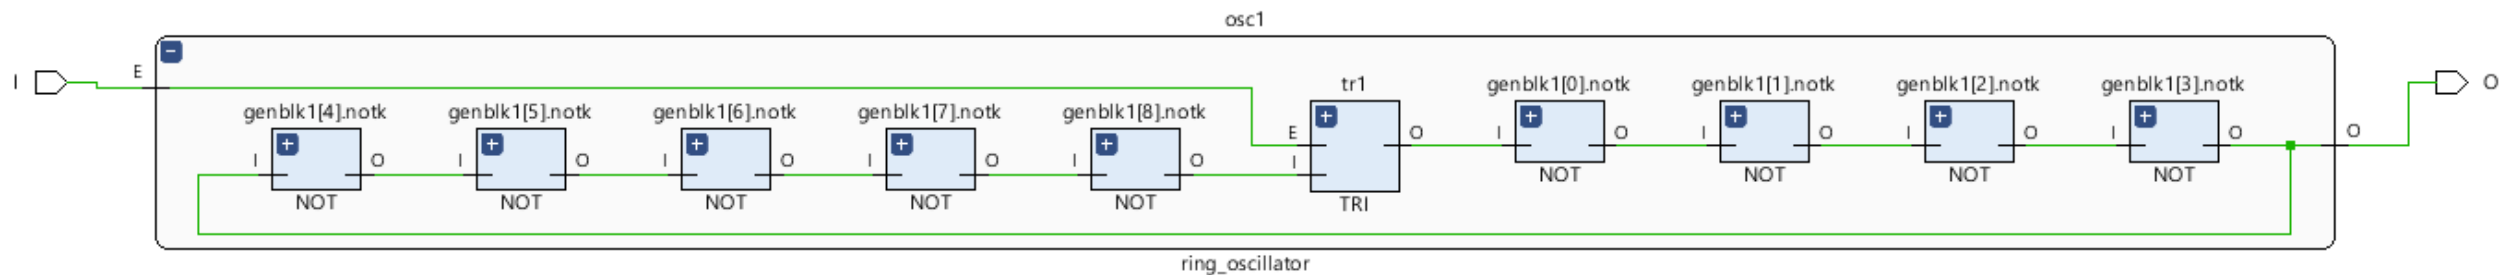 osc1
I
E
tr1
genblk1[0].notk
genblk1[1].notk
genblk1[2].notk
genblk1[3].notk
O
genblk1[4].notk
genblk1[5].notk
genblk1[6].notk
genblk1[7].notk
genblk1[8].notk
E
O
I
O
I
O
I
O
I
O
O
I
O
I
O
I
O
I
O
I
O
I
NOT
NOT
NOT
NOT
NOT
NOT
NOT
NOT
NOT
TRI
ring_oscillator